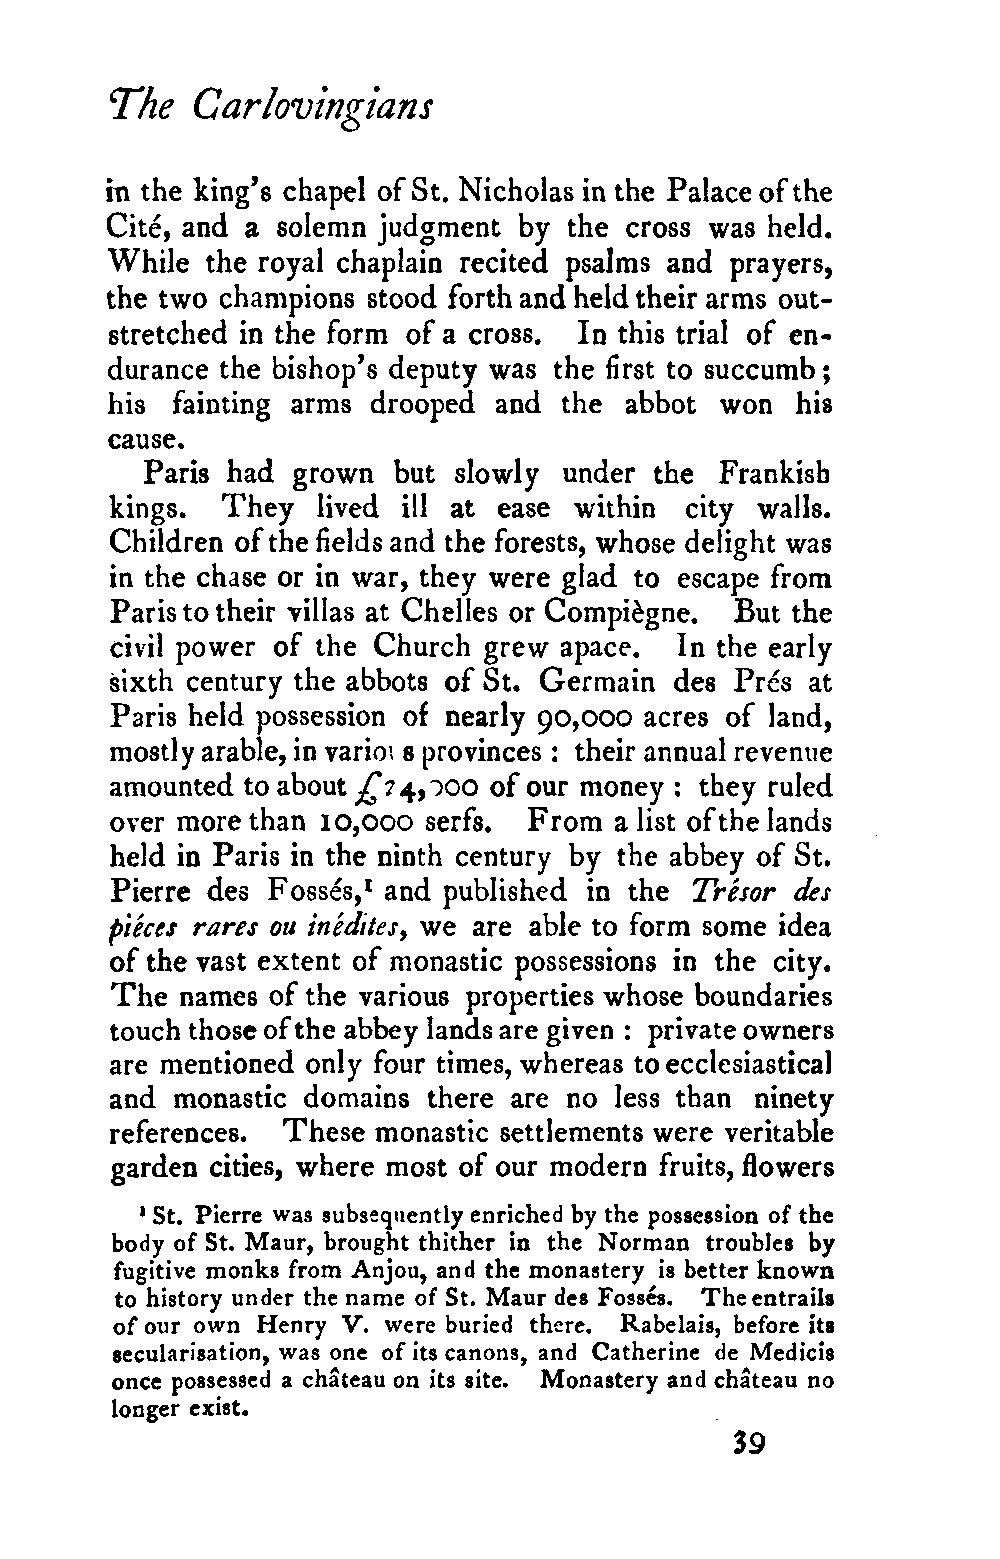 The Carlovingians
in the king's chapel of St. Nicholas in the Palace of the
Cité, and a solemn judgment by the cross was held.
While the royal chaplain recited psalms and prayers,
the two champions stood forth and held their arms out-
stretched in the form of a cross. In this trial of en-
durance the bishop's deputy was the first to succumb;
his fainting arms drooped and the abbot won his
cause.
Paris had grown but slowly under the Frankish
kings. They lived ill at ease within city walls.
Children of the fields and the forests, whose delight was
in the chase or in war, they were glad to escape from
Paris to their villas at Chelles or Compiègne. But the
civil power of the Church grew apace. In the early
sixth century the abbots of St. Germain des Prés at
Paris held possession of nearly 90,000 acres of land,
mostly arable, in various provinces: their annual revenue
amounted to about of our money: they ruled
over more than 10,000 serfs. From a list of the lands
held in Paris in the ninth century by the abbey of St.
Pierre des Fossés,¹ and published in the Trésor des
piéces rares ou inédites, we are able to form some idea
of the vast extent of monastic possessions in the city.
The names of the various properties whose boundaries
touch those of the abbey lands are given: private owners
are mentioned only four times, whereas to ecclesiastical
and monastic domains there are no less than ninety
references. These monastic settlements were veritable
garden cities, where most of our modern fruits, flowers
¹ St. Pierre was subsequently enriched by the possession of the
body of St. Maur, brought thither in the Norman troubles by
fugitive monks from Anjou, and the monastery is better known
to history under the name of St. Maur des Fossés. The entrails
of our own Henry V. were buried there. Rabelais, before its
secularisation, was one of its canons, and Catherine de Medicis
once possessed a château on its site. Monastery and château no
longer exist.
39